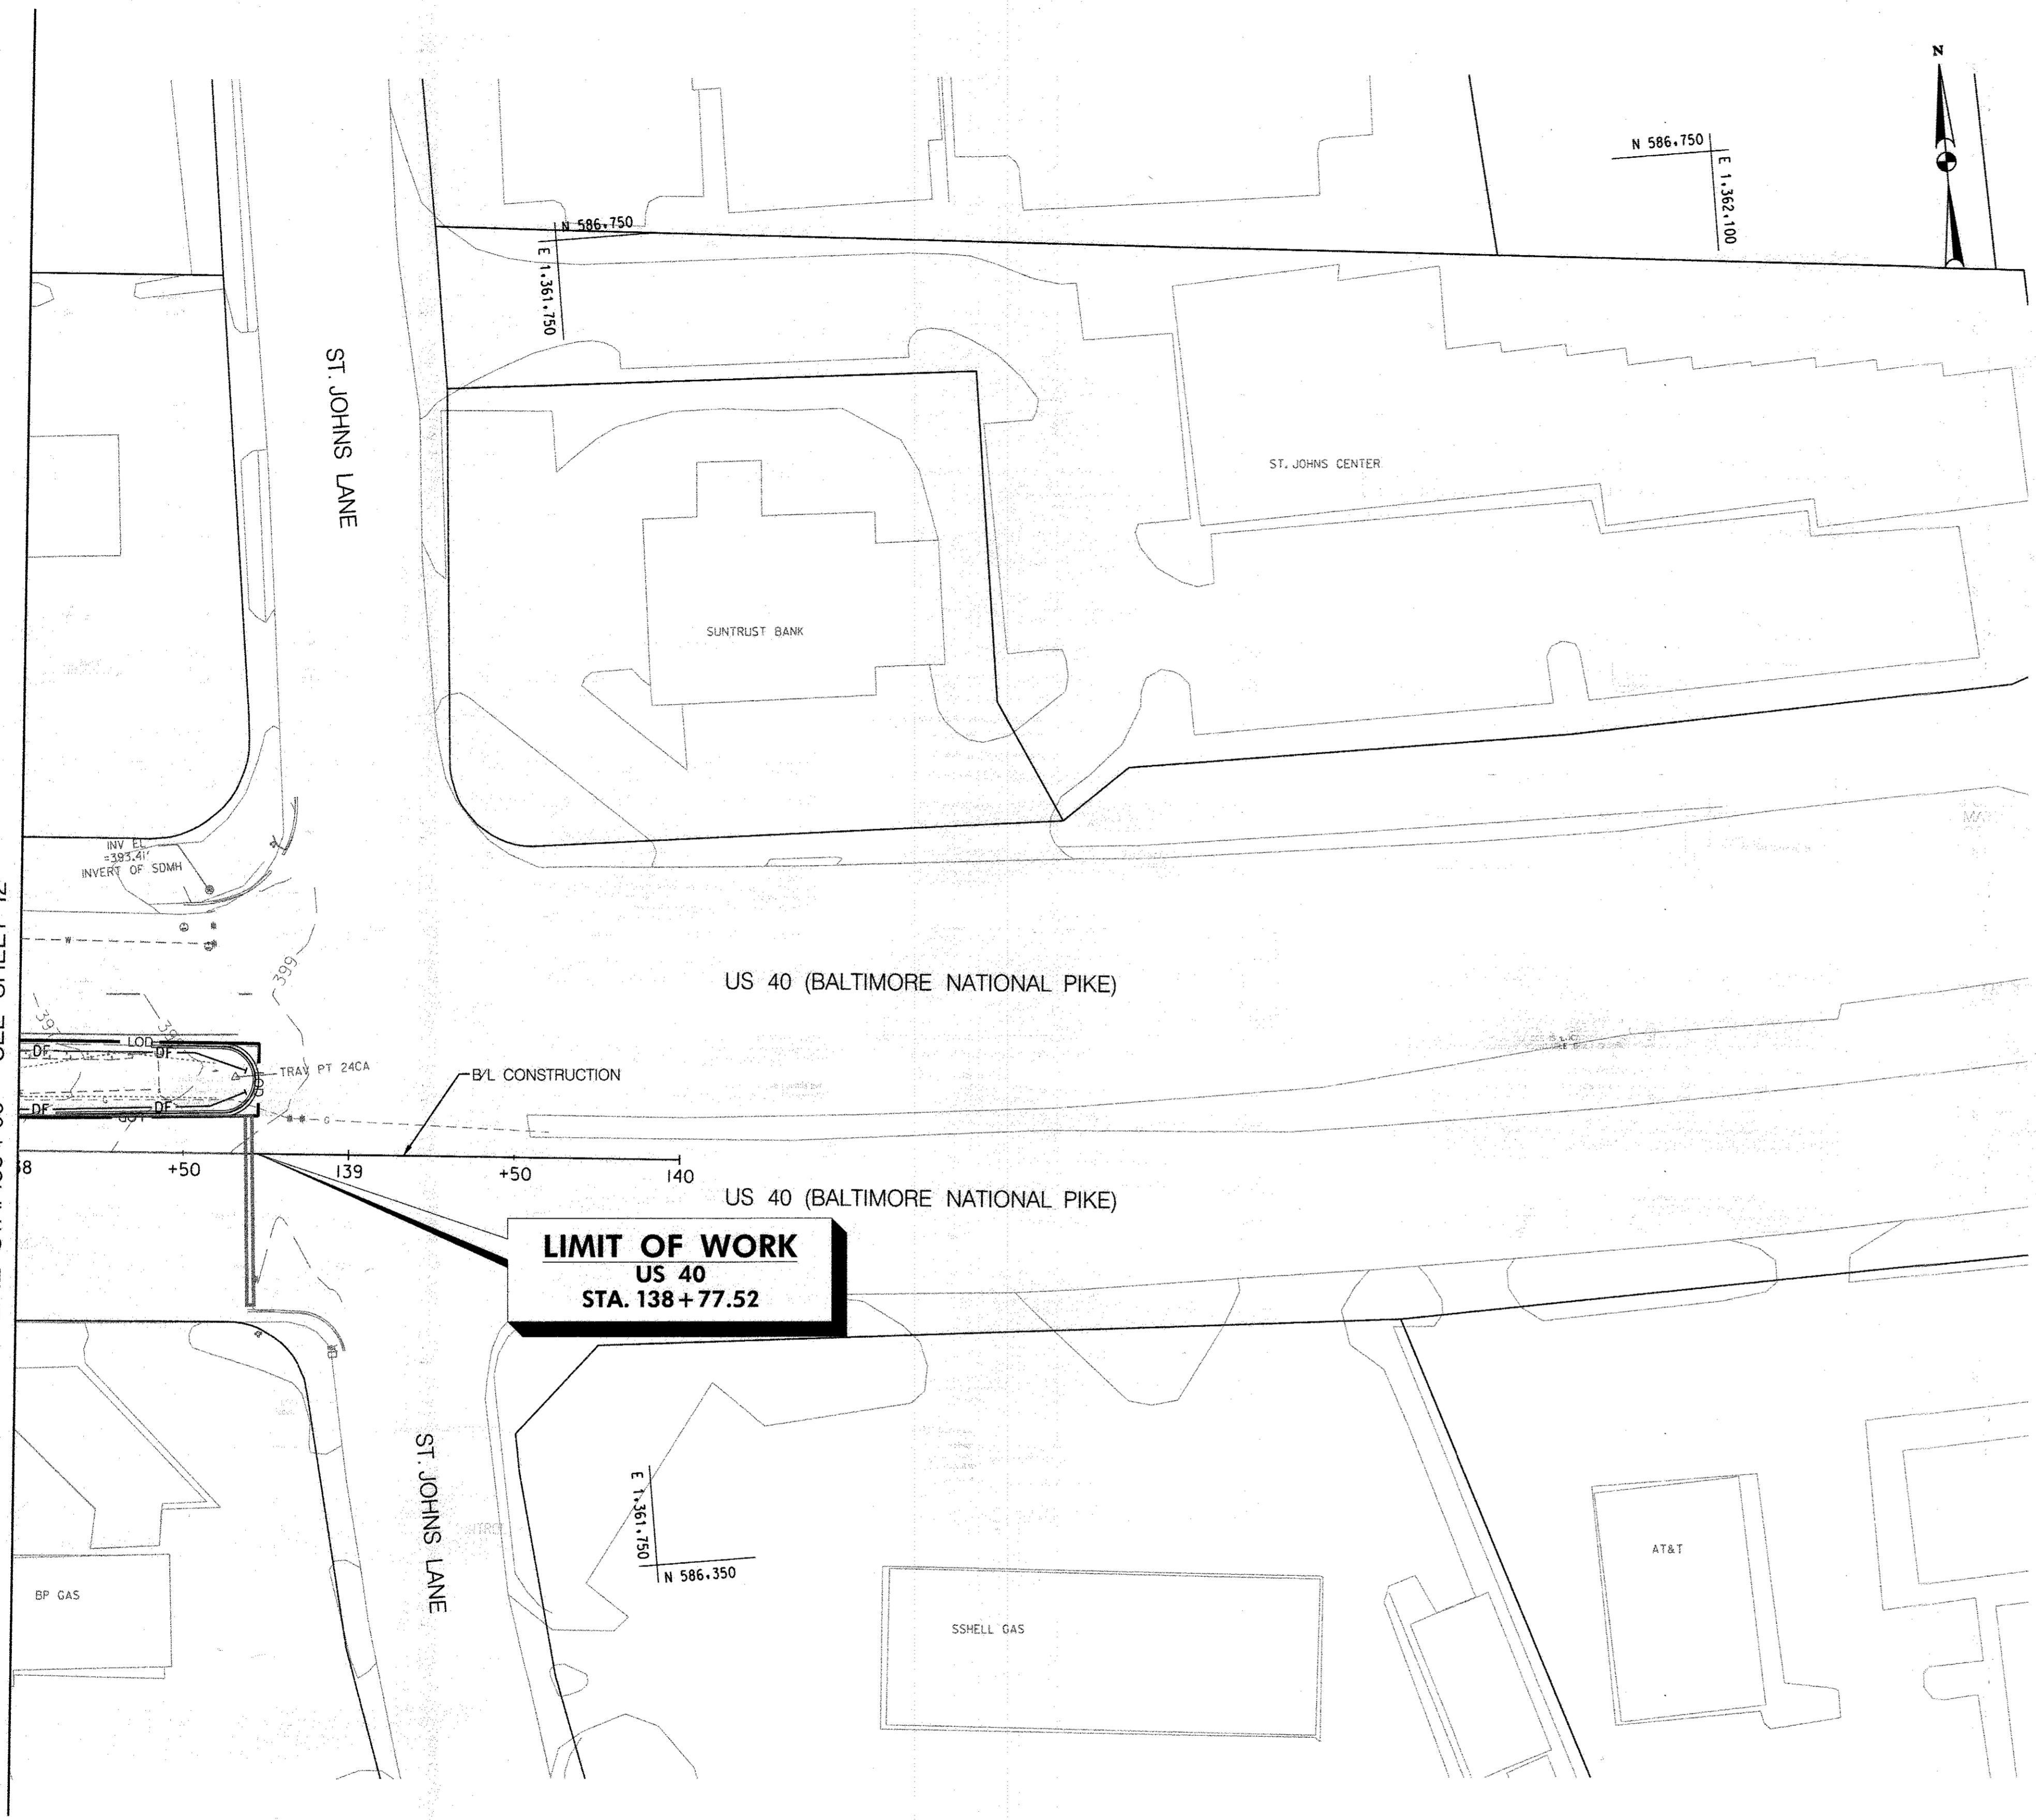 N
N 586,750
E 1,362,100
N 586,750
E 1,361,750
ST. JOHNS LANE
ST. JOHNS CENTER
SUNTRUST BANK
INV EL
=393.41'
INVERT OF SDMH
W
399
US 40 (BALTIMORE NATIONAL PIKE)
LOD
DF
DF
TRAV PT 24CA
B/L CONSTRUCTION
DF
DF
G
G
+50
139
+50
140
US 40 (BALTIMORE NATIONAL PIKE)
LIMIT OF WORK
US 40
STA. 138+77.52
ST. JOHNS LANE
E 1,361,750
N 586,350
BP GAS
SSHELL GAS
AT&T